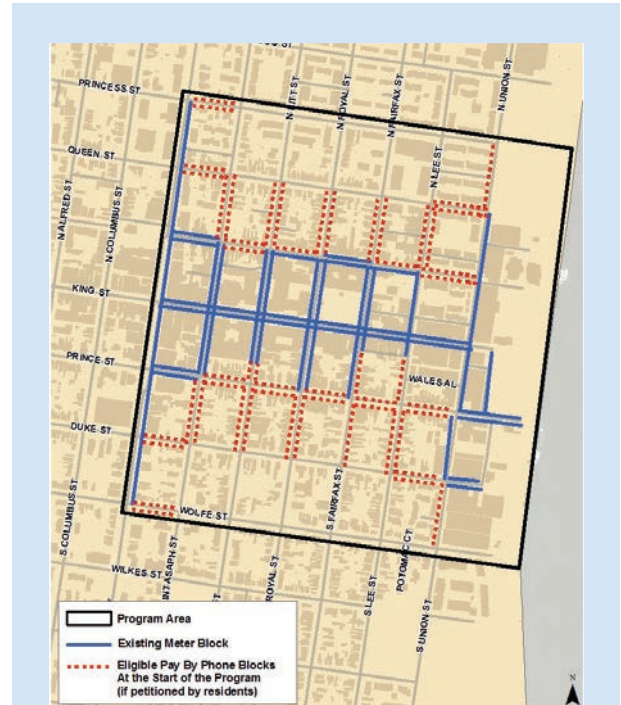 PRINCESS ST
QUEEN ST
N ALFRED ST
N COLUMBUS ST
N PITT ST
N ROYAL ST
N FAIRFAX ST
N LEE ST
N UNION ST
KING ST
PRINCE ST
WALES AL
DUKE ST
S COLUMBUS ST
WOLFE ST
S FAIRFAX ST
WILKES ST
ROYAL ST
S LEE ST
POTOMAC CT
S UNION ST
Program Area
Existing Meter Block
Eligible Pay By Phone Blocks
At the Start of the Program
(if petitioned by residents)
N